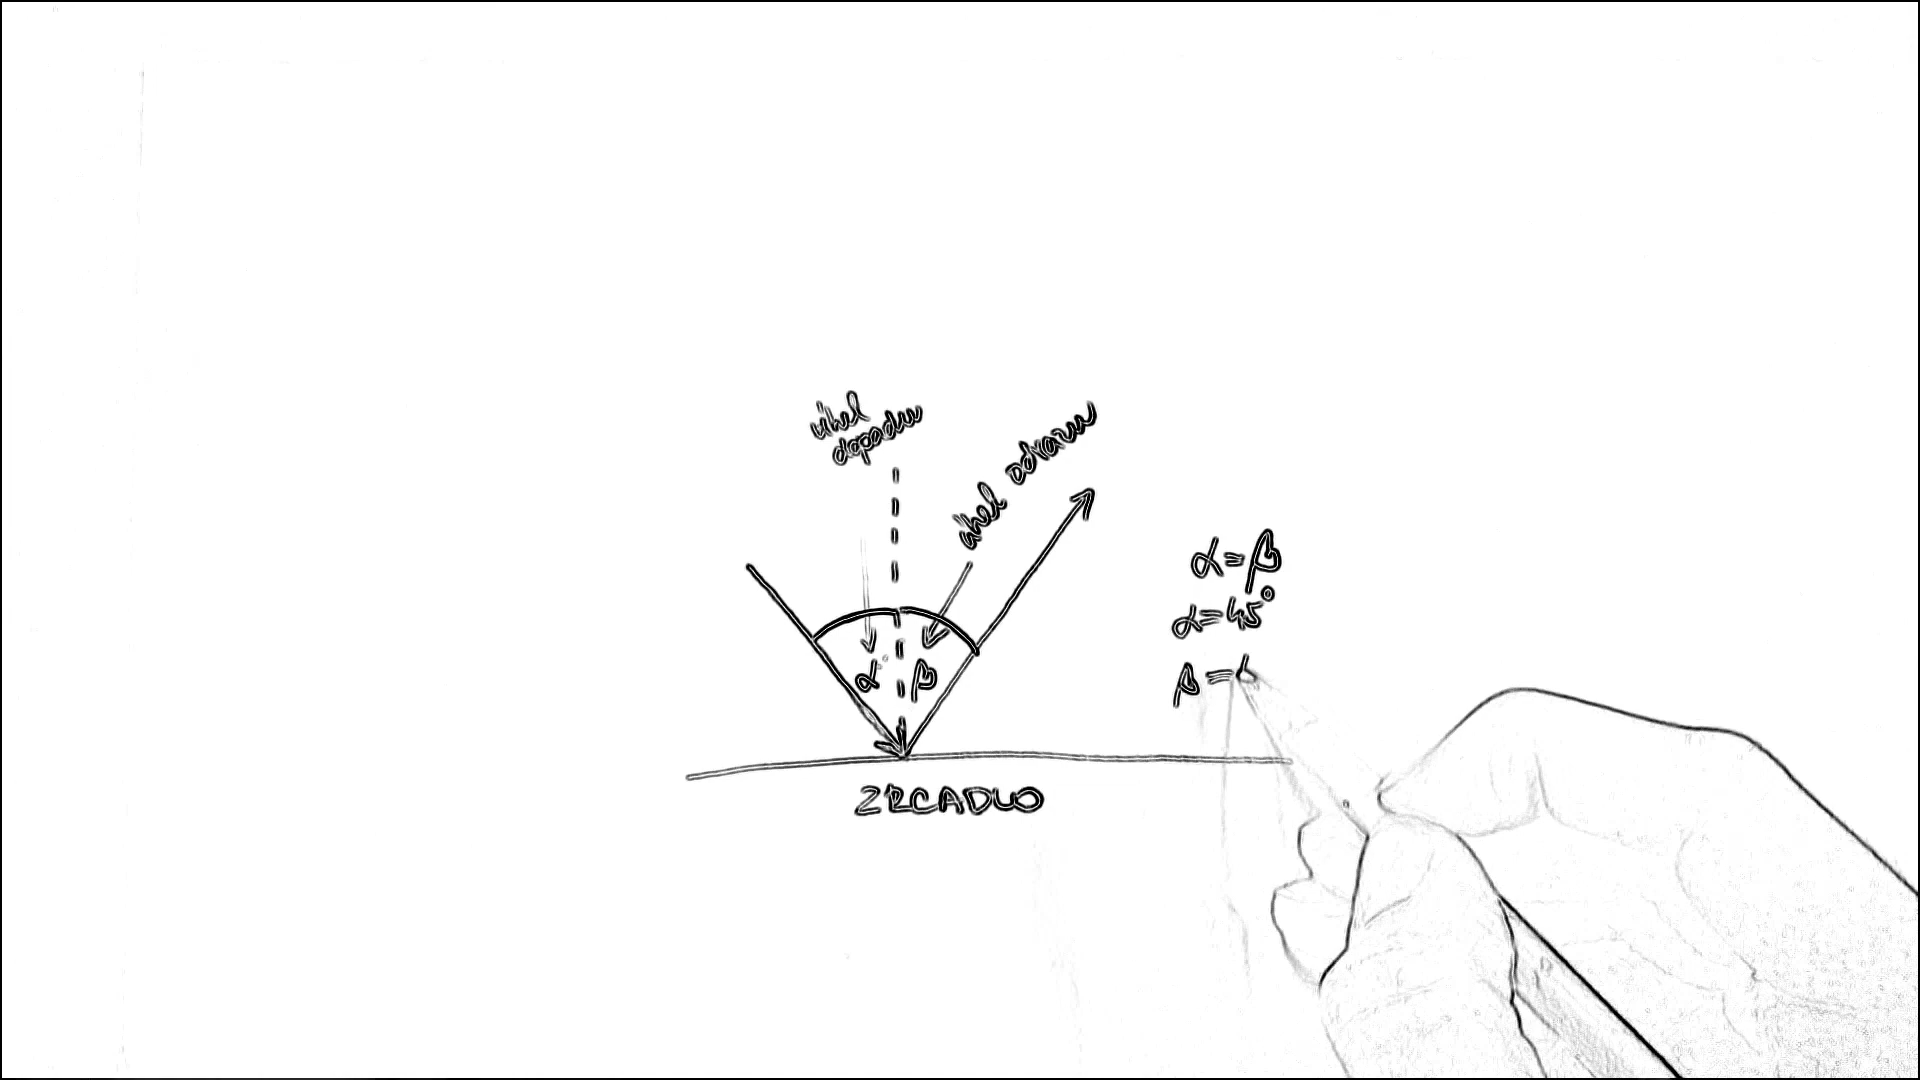 úhel
dopadu
úhel odrazu
α β
α=β
α=45°
β=
ZRCADLO